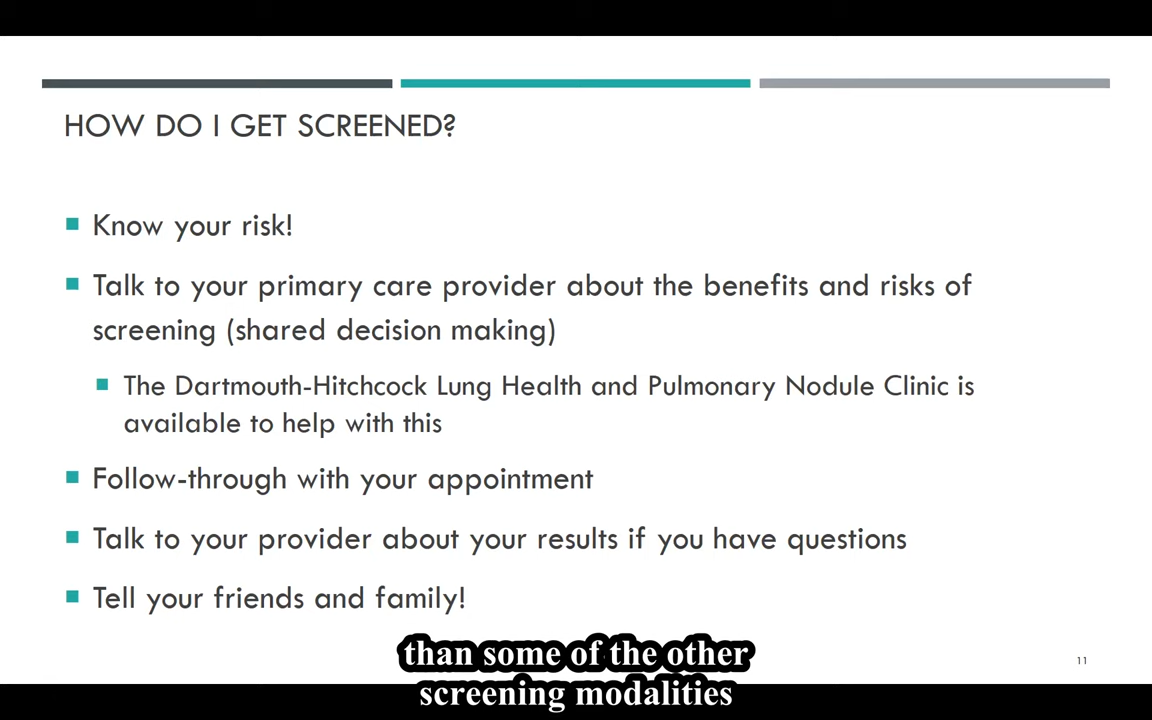 HOW DO I GET SCREENED?
Know your risk!
Talk to your primary care provider about the benefits and risks of
screening (shared decision making)
The Dartmouth-Hitchcock Lung Health and Pulmonary Nodule Clinic is
available to help with this
Follow-through with your appointment
Talk to your provider about your results if you have questions
Tell your friends and family!
than some of the other
screening modalities
11